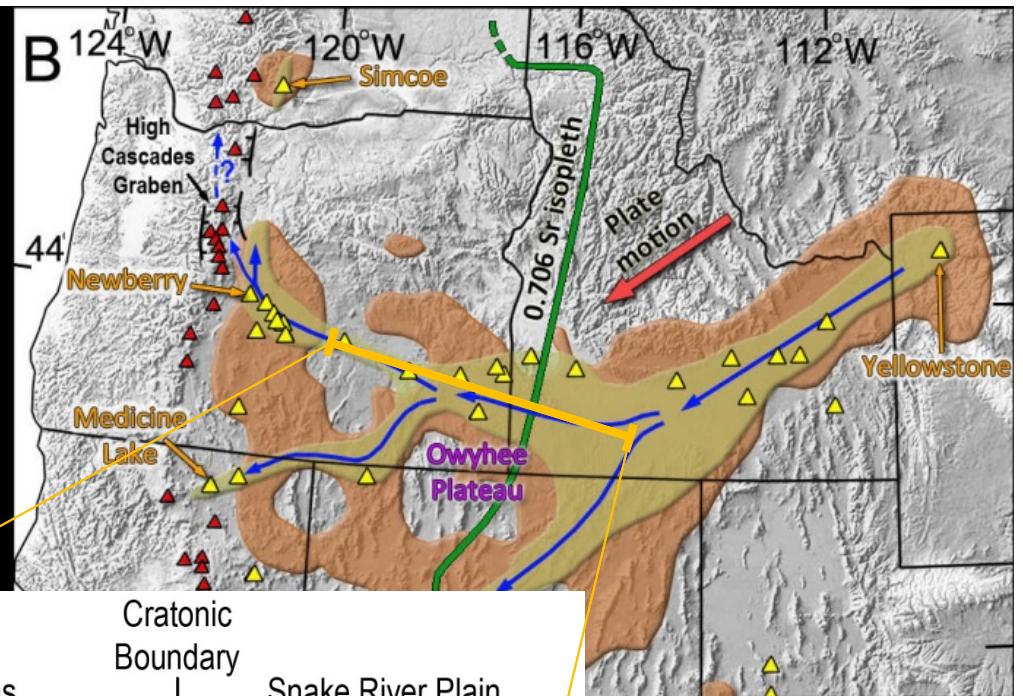 B
124°W
120°W
116°W
112°W
Simcoe
High
Cascades
Graben
?
0.706 Sr isopleth
Plate
motion
44°
Newberry
Yellowstone
Medicine
Lake
Owyhee
Plateau
Cratonic
Boundary
Snake River Plain